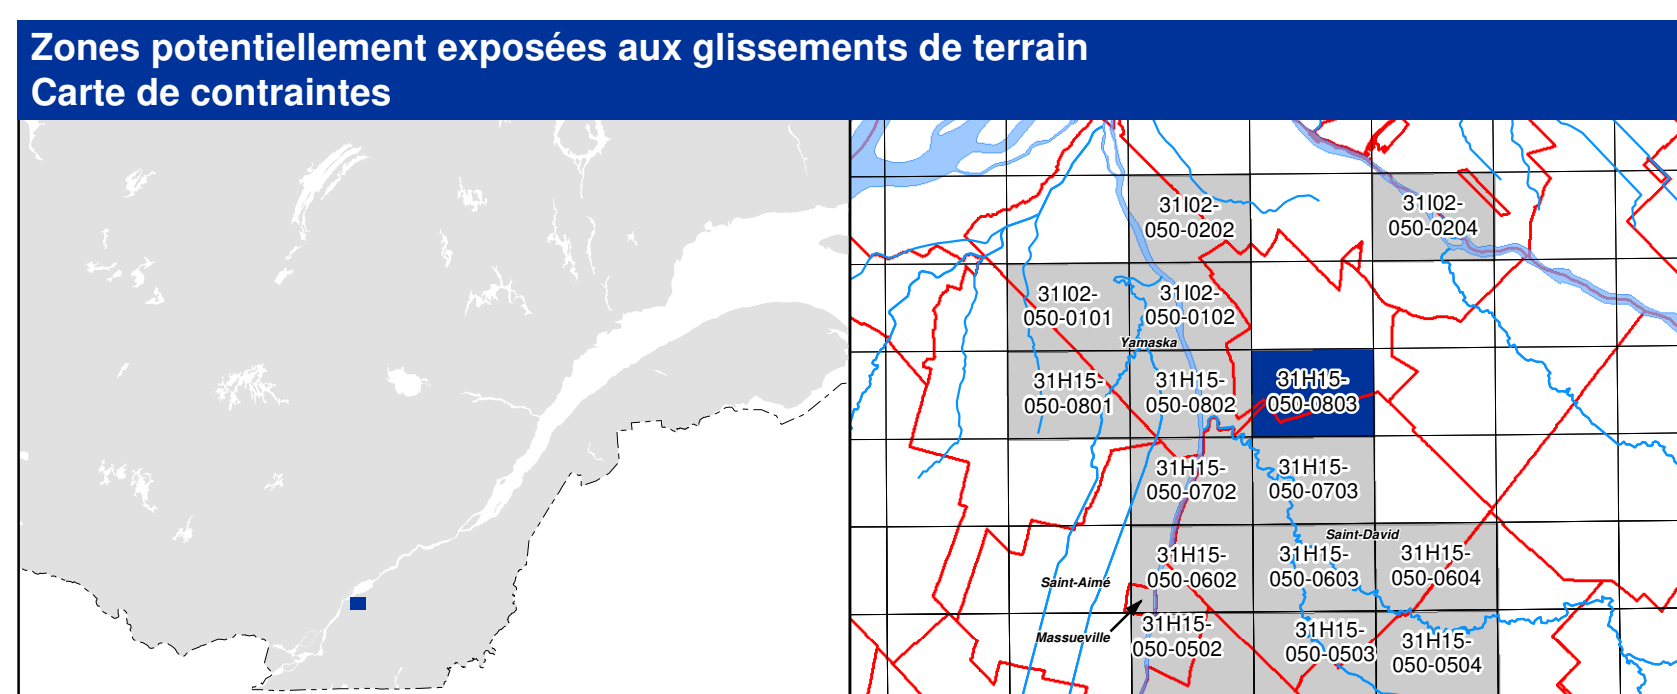 Zones potentiellement exposées aux glissements de terrain
Carte de contraintes
31I02-
050-0202
31I02-
050-0204
31I02-
050-0101
31I02-
050-0102
Yamaska
31H15-
050-0801
31H15-
050-0802
31H15-
050-0803
31H15-
050-0702
31H15-
050-0703
Saint-David
31H15-
050-0602
31H15-
050-0603
31H15-
050-0604
Saint-Aimé
Massueville
31H15-
050-0502
31H15-
050-0503
31H15-
050-0504